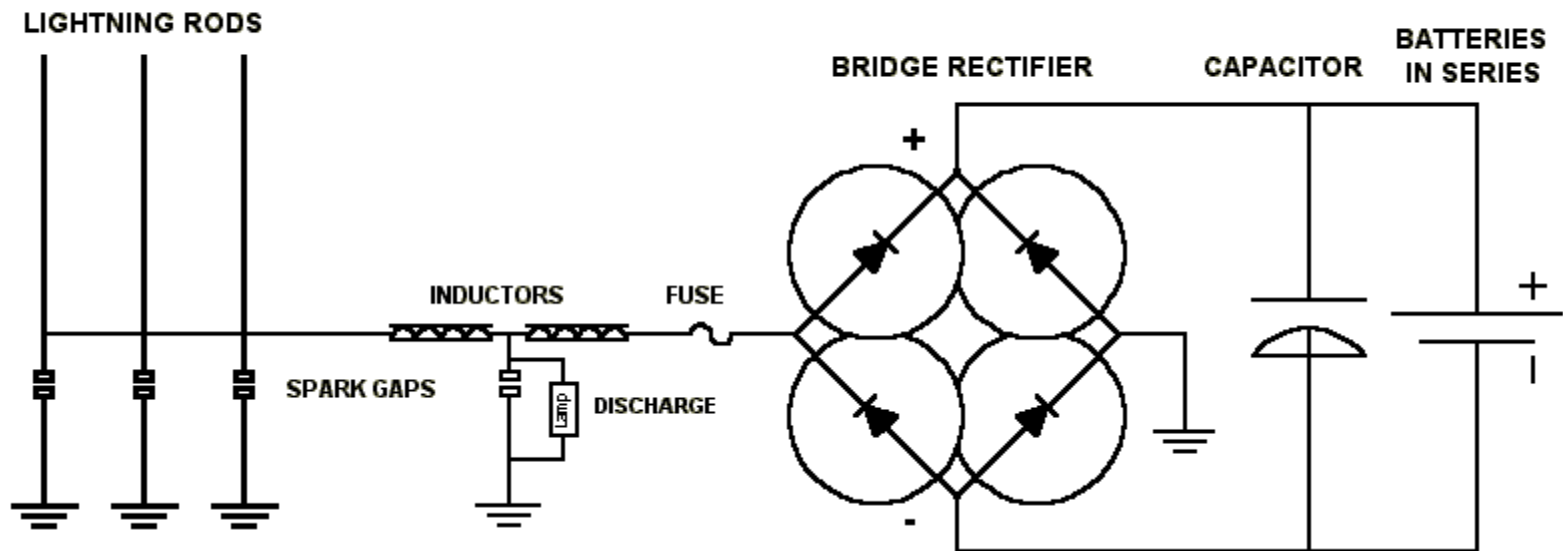 LIGHTNING RODS
BRIDGE RECTIFIER
CAPACITOR
BATTERIES
IN SERIES
+
INDUCTORS
FUSE
+
SPARK GAPS
Lamp
DISCHARGE
-
-